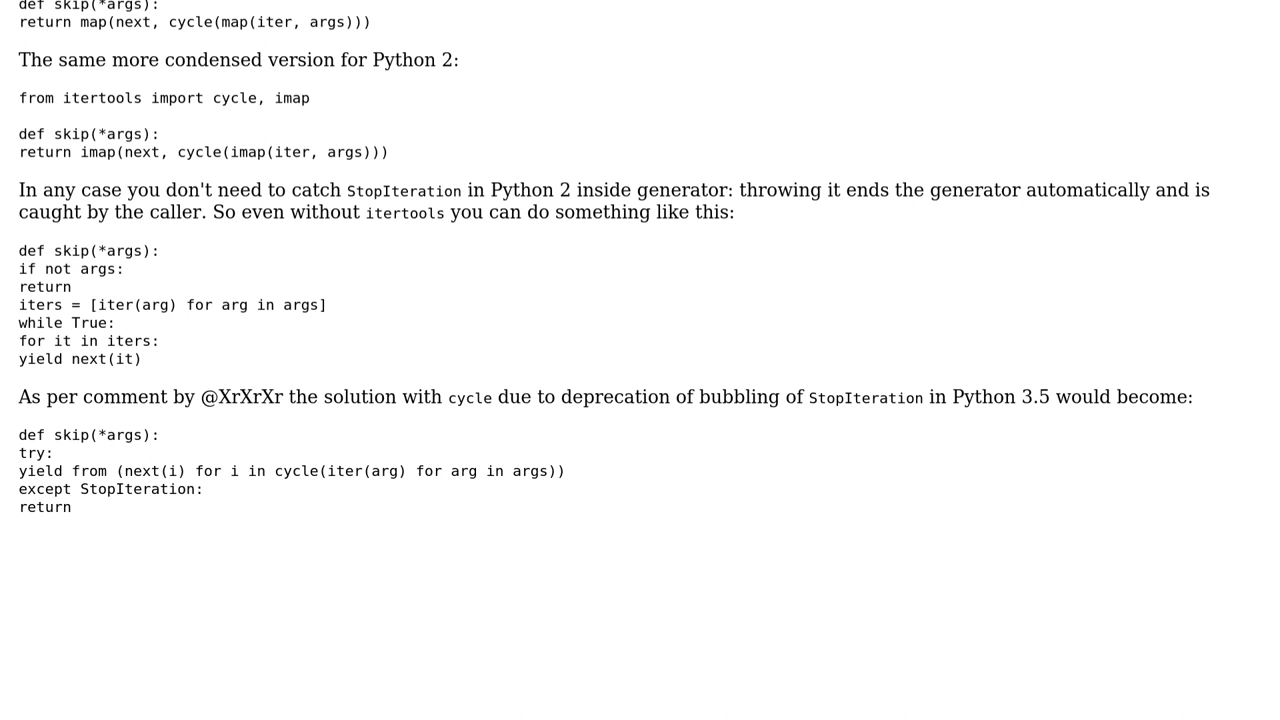 def skip(*args):
return map(next, cycle(map(iter, args)))
The same more condensed version for Python 2:
from itertools import cycle, imap
def skip(*args):
return imap(next, cycle(imap(iter, args)))
In any case you don't need to catch StopIteration in Python 2 inside generator: throwing it ends the generator automatically and is
caught by the caller. So even without itertools you can do something like this:
def skip(*args):
if not args:
return
iters = [iter(arg) for arg in args]
while True:
for it in iters:
yield next(it)
As per comment by @XrXrXr the solution with cycle due to deprecation of bubbling of StopIteration in Python 3.5 would become:
def skip(*args):
try:
yield from (next(i) for i in cycle(iter(arg) for arg in args))
except StopIteration:
return